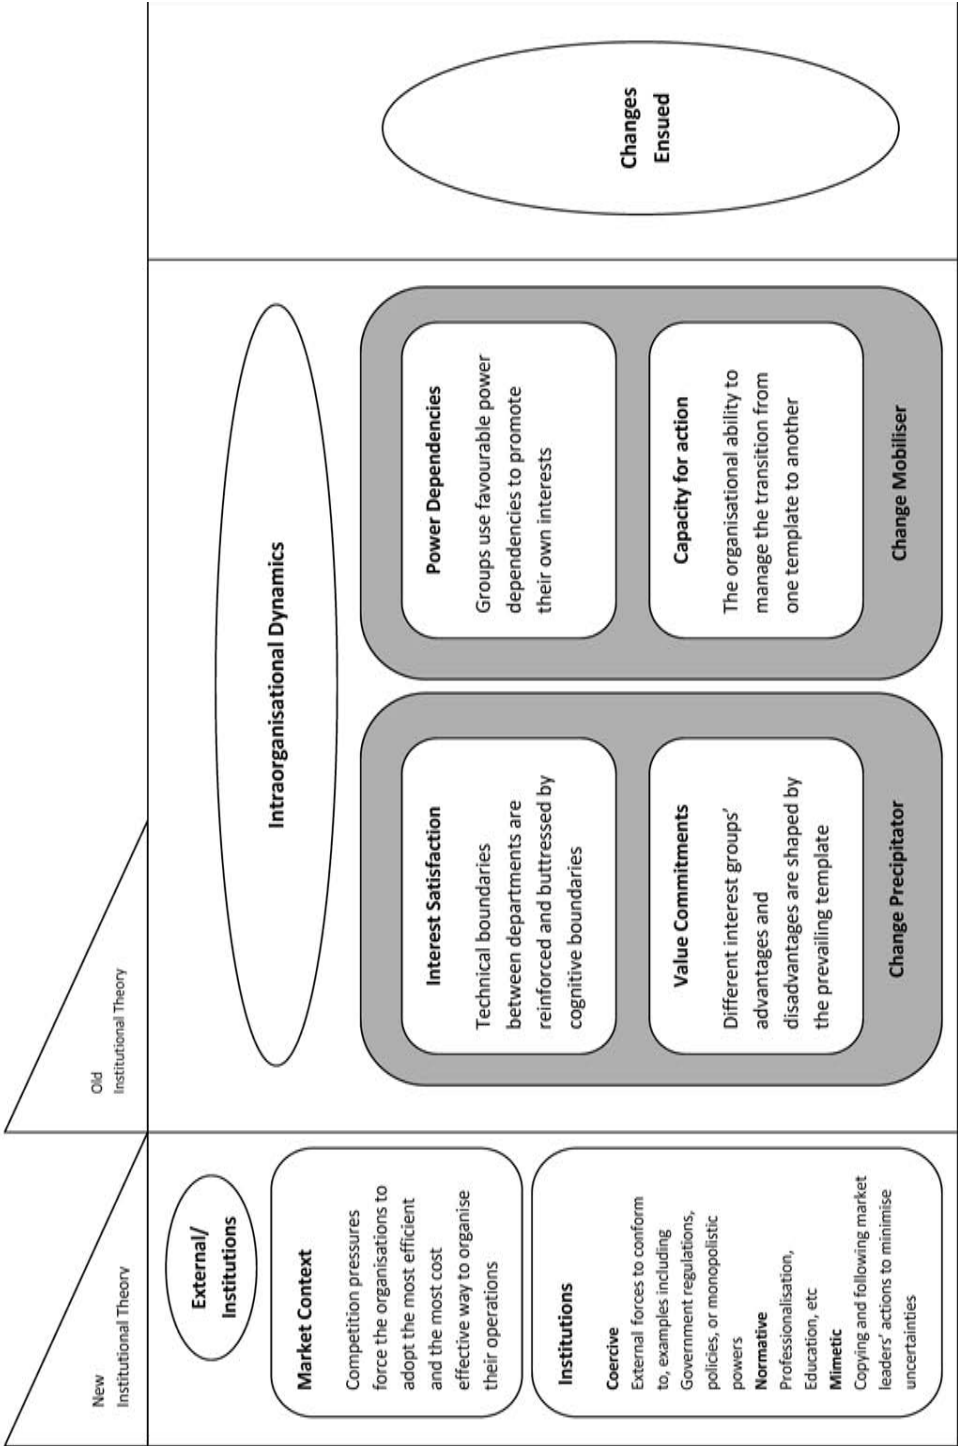 New
Institutional Theory
Old
Institutional Theory
External/
Institutions
Market Context
Competition pressures
force the organisations to
adopt the most efficient
and the most cost
effective way to organise
their operations
Institutions
Coercive
External forces to conform
to, examples including
Government regulations,
policies, or monopolistic
powers
Normative
Professionalisation,
Education, etc
Mimetic
Copying and following market
leaders' actions to minimise
uncertainties
Intraorganisational Dynamics
Interest Satisfaction
Technical boundaries
between departments are
reinforced and buttressed by
cognitive boundaries
Value Commitments
Different interest groups'
advantages and
disadvantages are shaped by
the prevailing template
Change Precipitator
Power Dependencies
Groups use favourable power
dependencies to promote
their own interests
Capacity for action
The organisational ability to
manage the transition from
one template to another
Change Mobiliser
Changes
Ensued